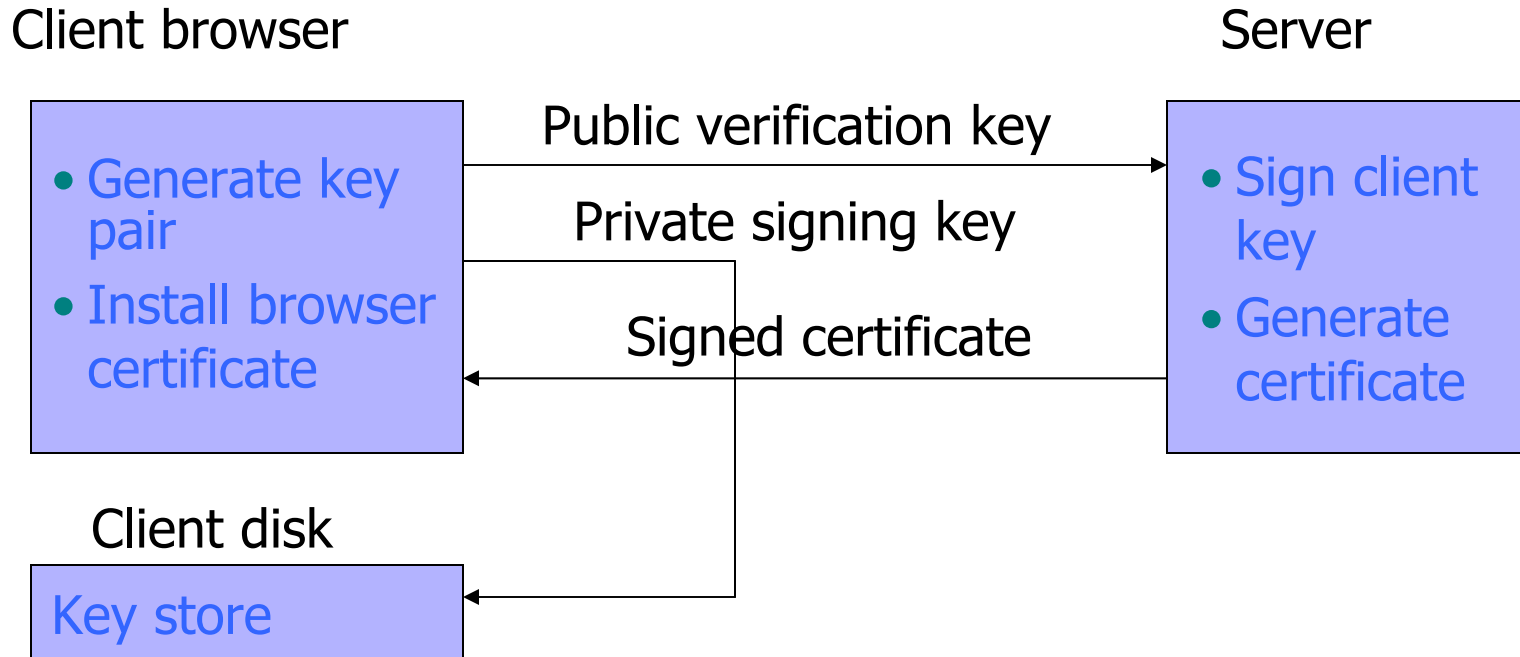 Client browser
Server
• Generate key
pair
• Install browser
certificate
Public verification key
Private signing key
Signed certificate
• Sign client
key
• Generate
certificate
Client disk
Key store